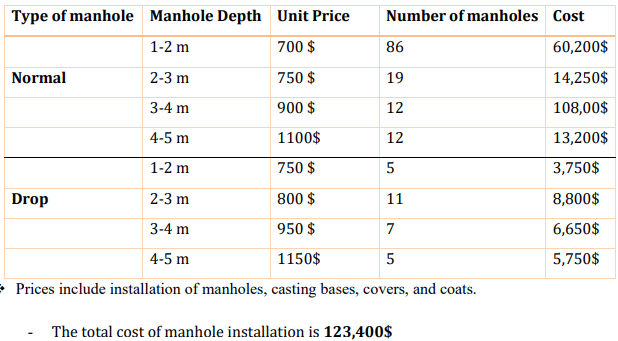 Type of manhole Manhole Depth Unit Price Number of manholes Cost
1-2 m 700 $ 86 60,200$
Normal 2-3 m 750 $ 19 14,250$
3-4 m 900 $ 12 108,00$
4-5 m 1100$ 12 13,200$
1-2 m 750 $ 5 3,750$
Drop 2-3 m 800 $ 11 8,800$
3-4 m 950 $ 7 6,650$
4-5 m 1150$ 5 5,750$
Prices include installation of manholes, casting bases, covers, and coats.
- The total cost of manhole installation is 123,400$